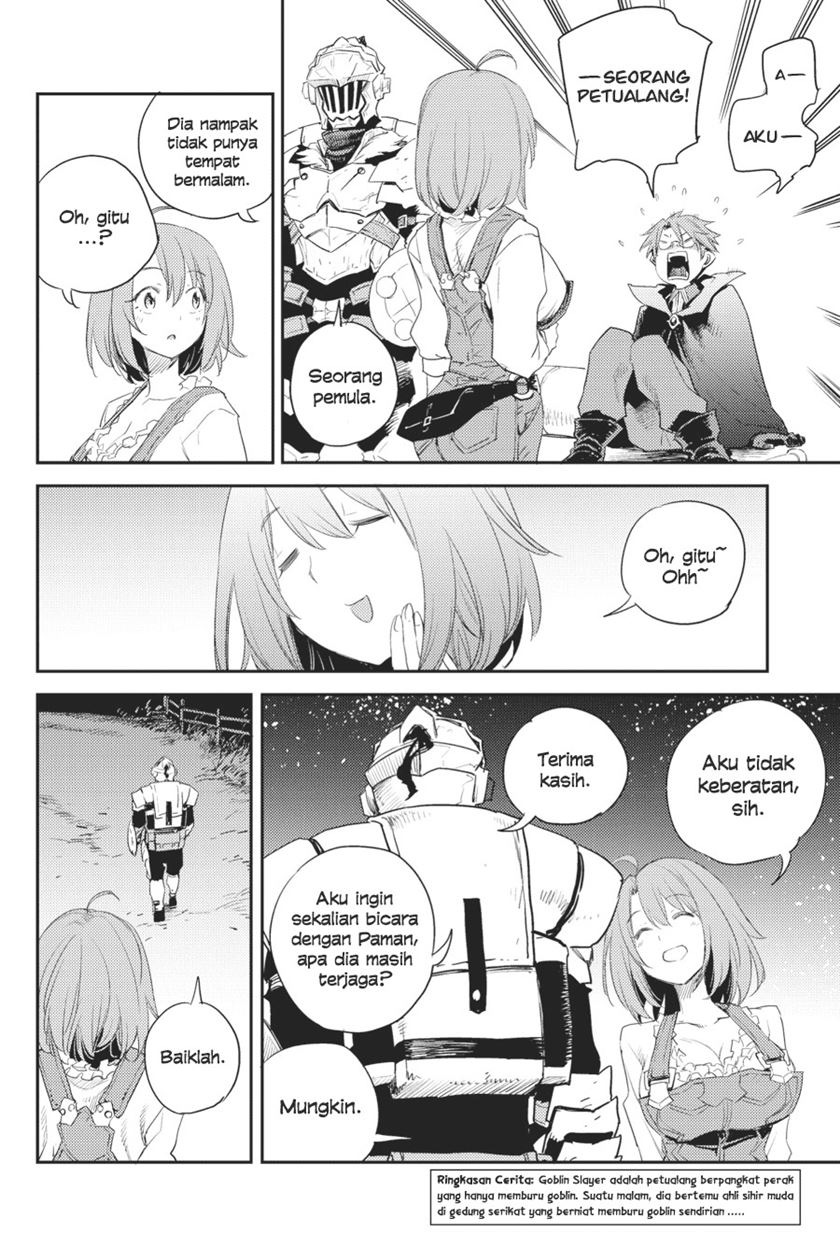 A—
AKU—
—SEORANG
PETUALANG!
Seorang
pemula.
Dia nampak
tidak punya
tempat
bermalam.
Oh, gitu
...?
Oh, gitu~
Ohh~
Aku tidak
keberatan,
sih.
Terima
kasih.
Aku ingin
sekalian bicara
dengan Paman,
apa dia masih
terjaga?
Mungkin.
Baiklah.
Ringkasan Cerita: Goblin Slayer adalah petualang berpangkat perak
yang hanya memburu goblin. Suatu malam, dia bertemu ahli sihir muda
di gedung serikat yang berniat memburu goblin sendirian .....